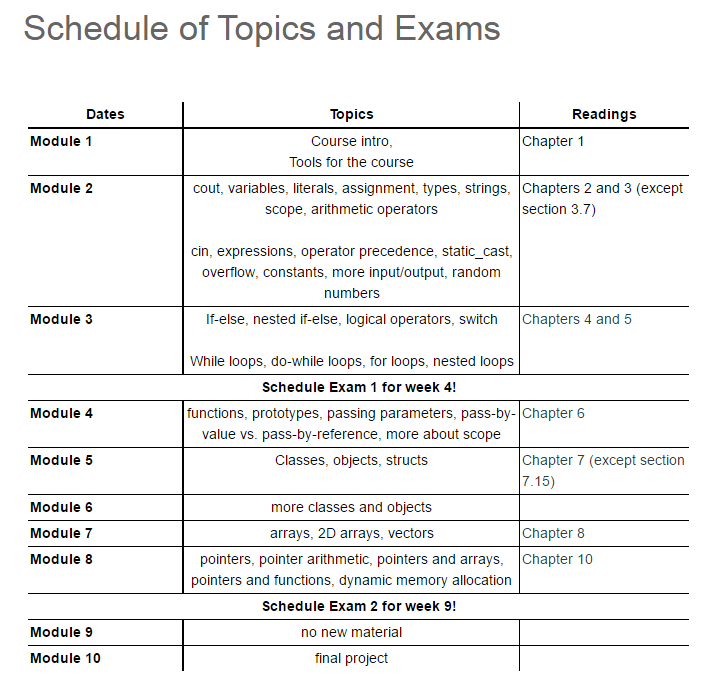 Schedule of Topics and Exams
Dates Topics Readings
Module 1 Course intro, Chapter 1
Tools for the course
Module 2 cout, variables, literals, assignment, types, strings, Chapters 2 and 3 (except
scope, arithmetic operators section 3.7)
cin, expressions, operator precedence, static_cast,
overflow, constants, more input/output, random
numbers
Module 3 If-else, nested if-else, logical operators, switch Chapters 4 and 5
While loops, do-while loops, for loops, nested loops
Schedule Exam 1 for week 4!
Module 4 functions, prototypes, passing parameters, pass-by- Chapter 6
value vs. pass-by-reference, more about scope
Module 5 Classes, objects, structs Chapter 7 (except section
7.15)
Module 6 more classes and objects
Module 7 arrays, 2D arrays, vectors Chapter 8
Module 8 pointers, pointer arithmetic, pointers and arrays, Chapter 10
pointers and functions, dynamic memory allocation
Schedule Exam 2 for week 9!
Module 9 no new material
Module 10 final project